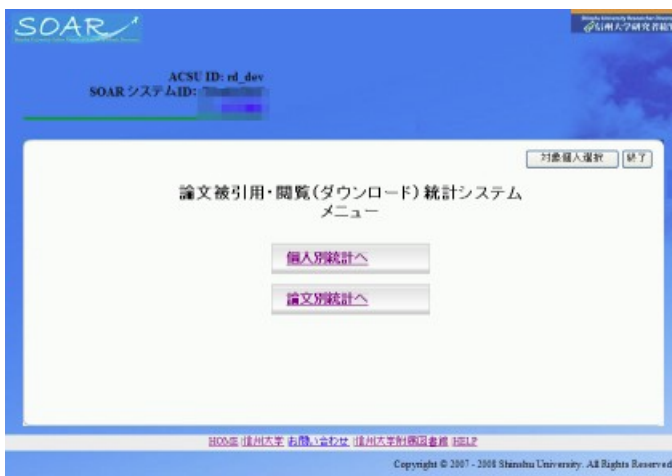 SOAR
信州大学研究者総覧
ACSU ID: rd_dev
SOARシステムID:
対象個人選択 終了
論文被引用・閲覧(ダウンロード)統計システム
メニュー
個人別統計へ
論文別統計へ
HOME |信州大学 |お問い合わせ |信州大学附属図書館 |HELP
Copyright © 2007 - 2008 Shinshu University. All Rights Reserved